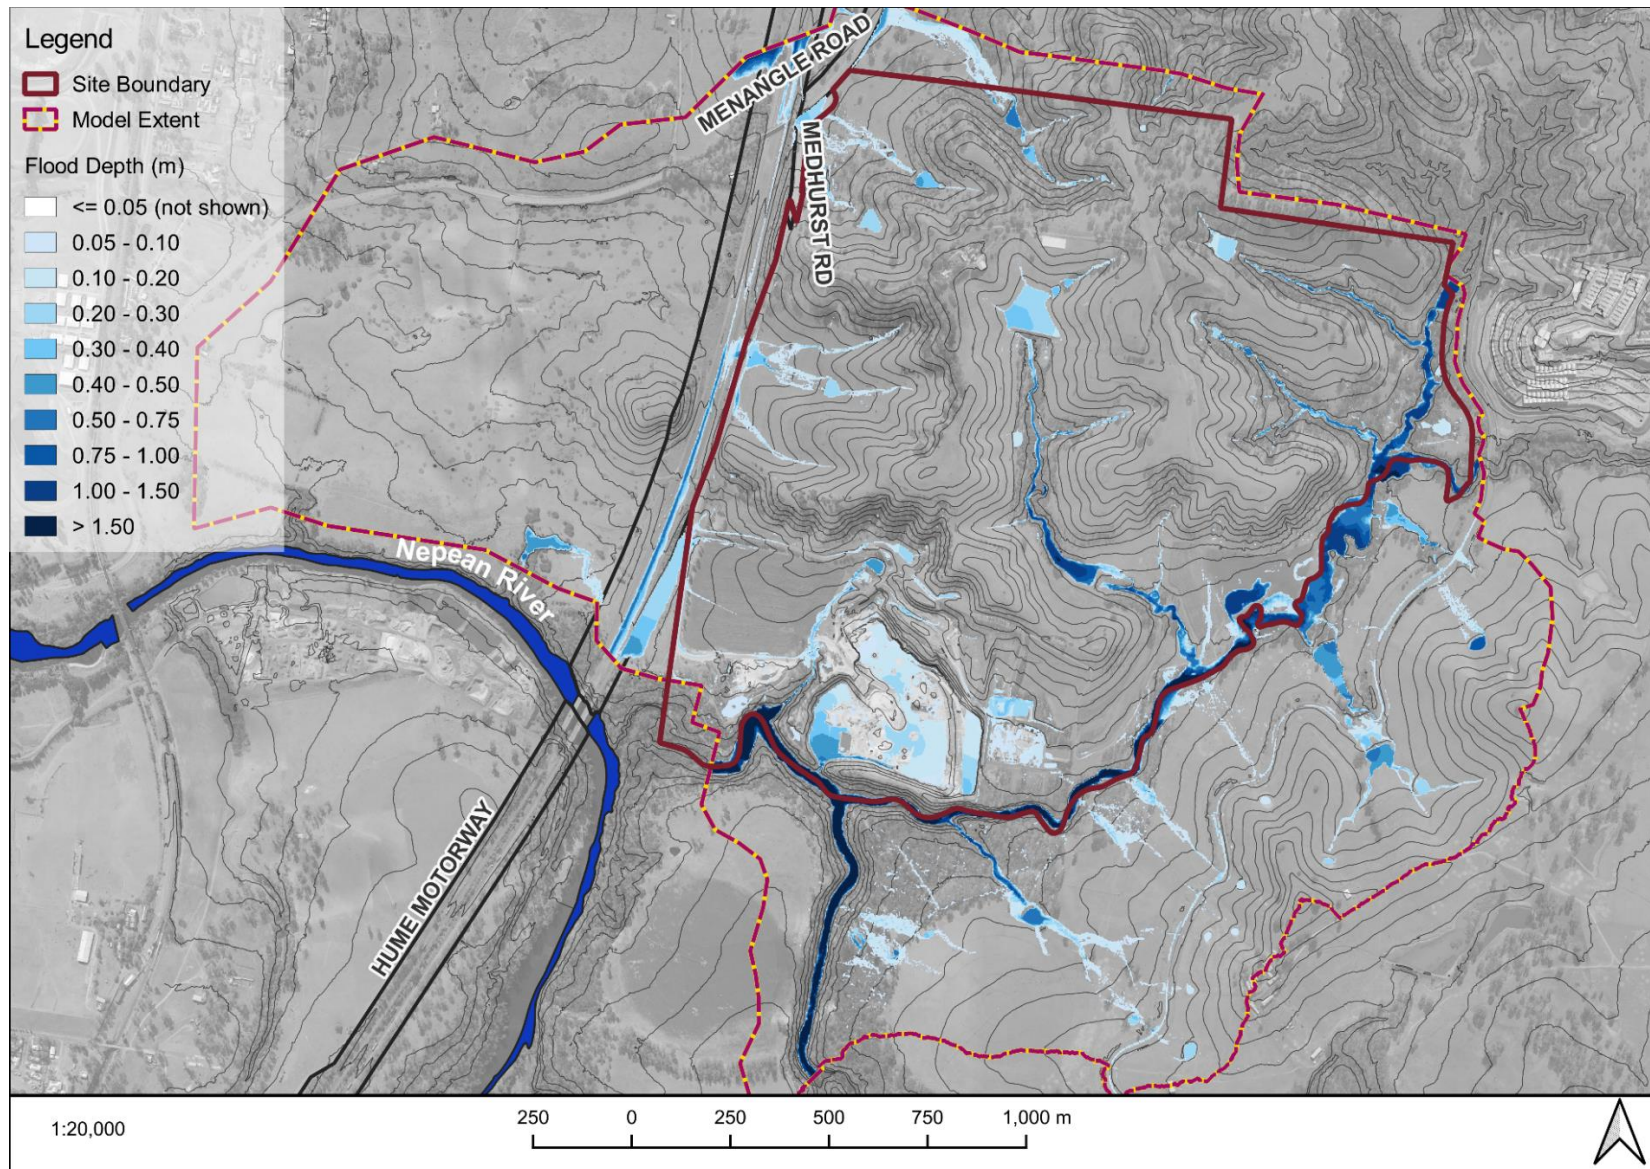 Legend
Site Boundary
Model Extent
Flood Depth (m)
<= 0.05 (not shown)
0.05 - 0.10
0.10 - 0.20
0.20 - 0.30
0.30 - 0.40
0.40 - 0.50
0.50 - 0.75
0.75 - 1.00
1.00 - 1.50
> 1.50
MENANGLE ROAD
MEDHURST RD
Nepean River
HUME MOTORWAY
1:20,000
250 0 250 500 750 1,000 m